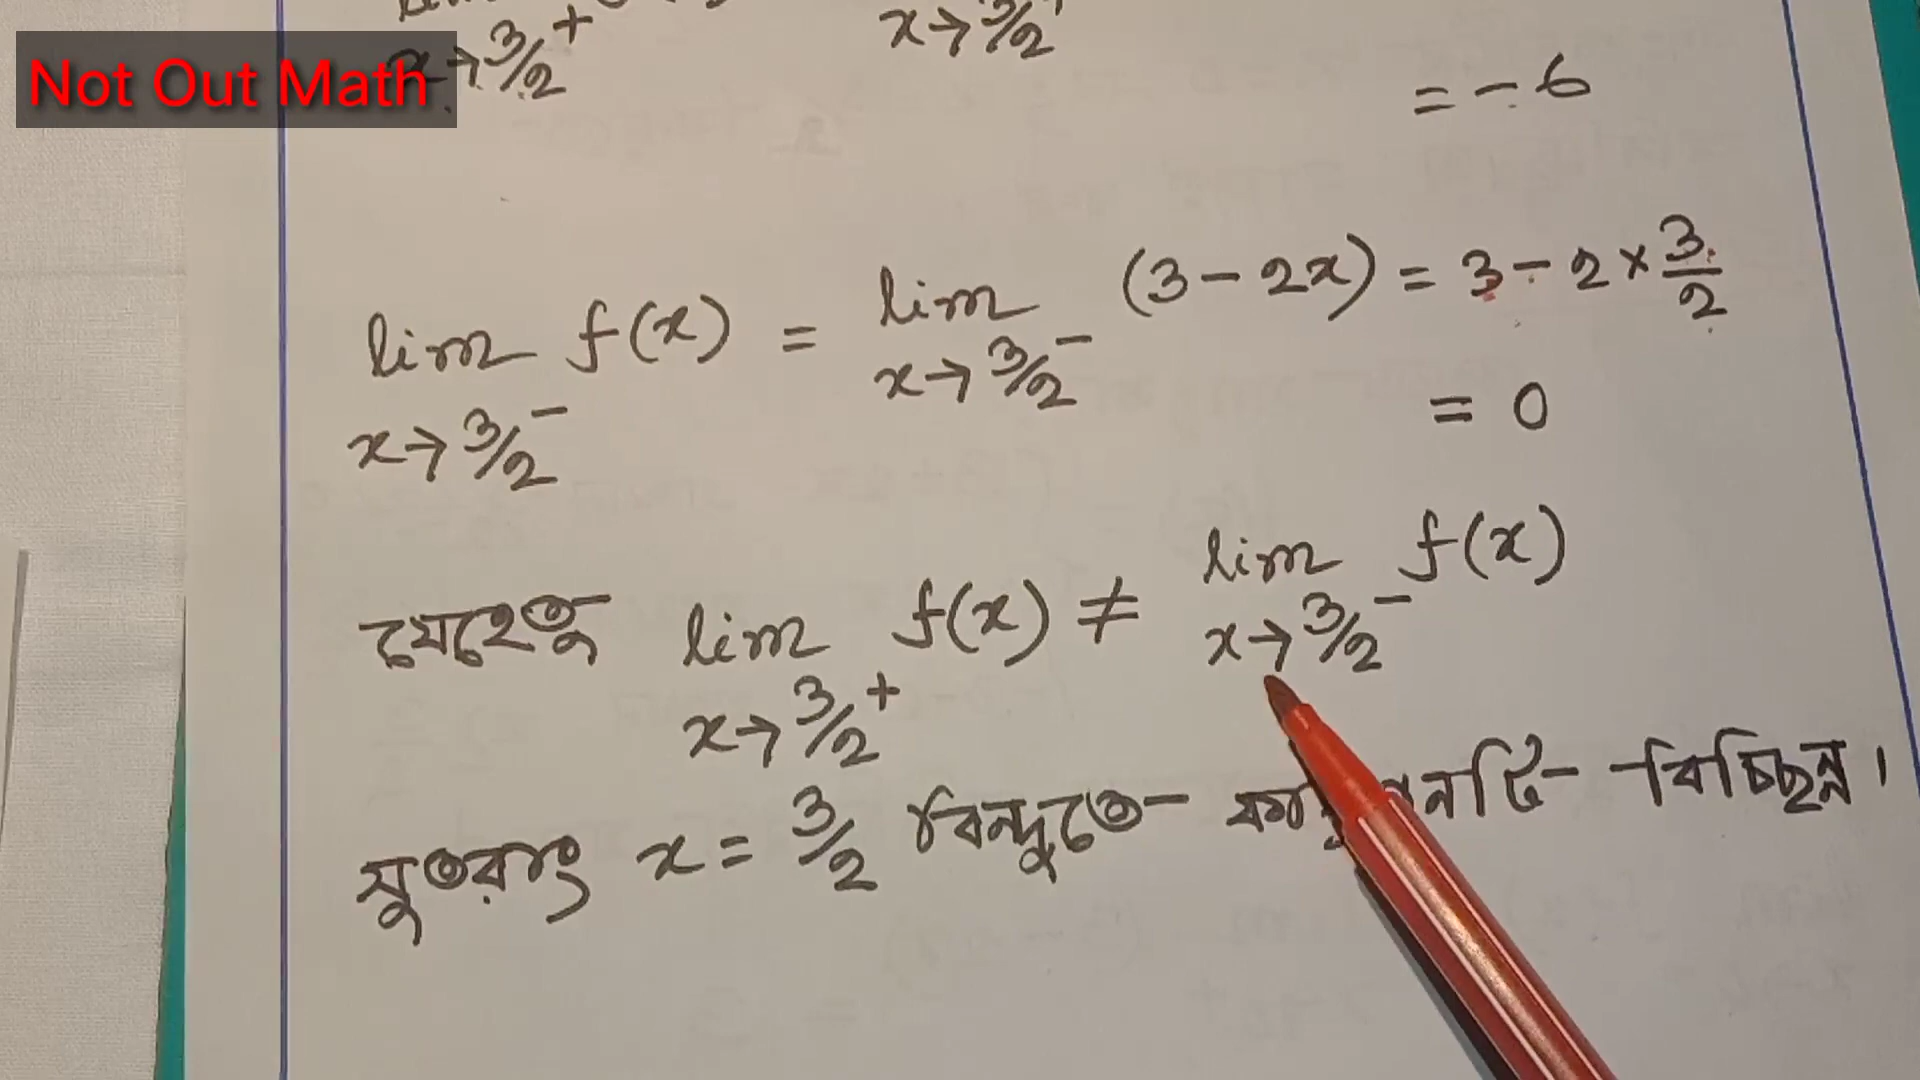 Not Out Math
x→3/2⁺ x→3/2
= - 6
lim f(x) = lim (3 - 2x) = 3 - 2 × 3/2
x→3/2⁻ x→3/2⁻
= 0
যেহেতু lim f(x) ≠ lim f(x)
x→3/2⁺ x→3/2⁻
সুতরাং x = 3/2 বিন্দুতে বিচ্ছিন্ন।